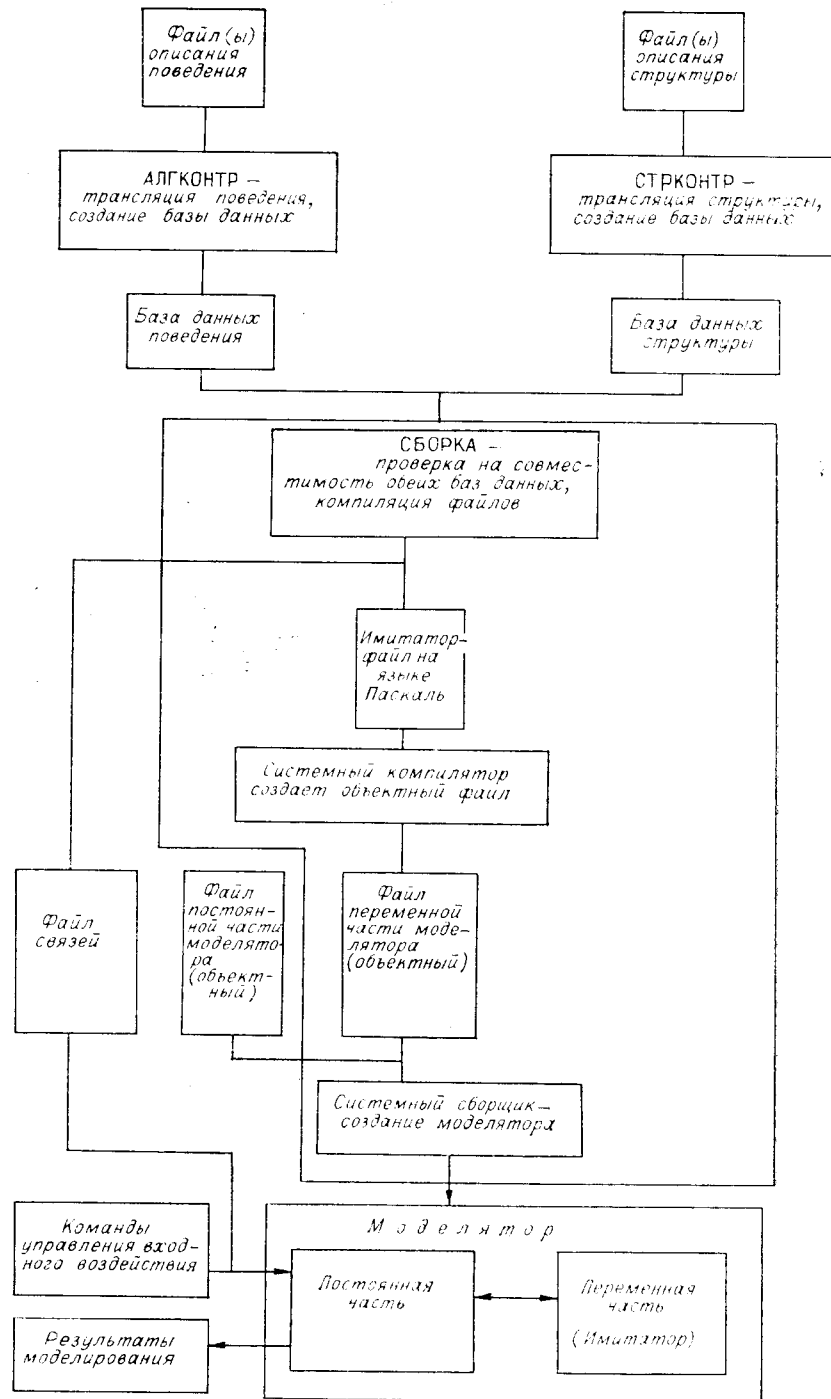 Файл(ы)
описания
поведения
Файл(ы)
описания
структуры
АЛГКОНТР –
трансляция поведения,
создание базы данных
СТРКОНТР –
трансляция структуры,
создание базы данных
База данных
поведения
База данных
структуры
СБОРКА –
проверка на совмес-
тимость обеих баз данных,
компиляция файлов
Имитатор-
файл на
языке
Паскаль
Системный компилятор
создает объектный файл
Файл
связей
Файл
постоян-
ной части
моделято-
ра
(объект-
ный)
Файл
переменной
части моде-
лятора
(объектный)
Системный сборщик –
создание моделятора
Команды
управления вход-
ного воздействия
Моделятор
Постоянная
часть
Переменная
часть
(Имитатор)
Результаты
моделирования